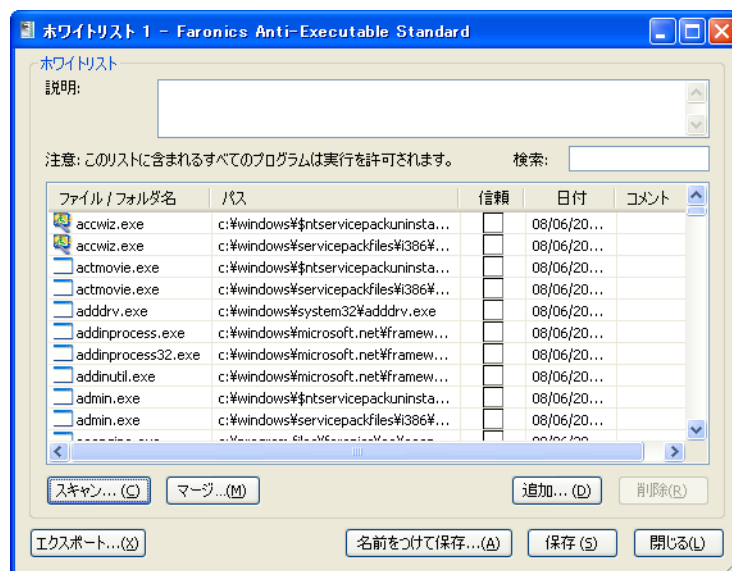 ホワイトリスト 1 - Faronics Anti-Executable Standard
ホワイトリスト
説明:
注意: このリストに含まれるすべてのプログラムは実行を許可されます。 検索:
ファイル / フォルダ名 パス 信頼 日付 コメント
accwiz.exe c:¥windows¥$ntservicepackuninsta... 08/06/20...
accwiz.exe c:¥windows¥servicepackfiles¥i386¥... 08/06/20...
actmovie.exe c:¥windows¥$ntservicepackuninsta... 08/06/20...
actmovie.exe c:¥windows¥servicepackfiles¥i386¥... 08/06/20...
adddrv.exe c:¥windows¥system32¥adddrv.exe 08/06/20...
addinprocess.exe c:¥windows¥microsoft.net¥framew... 08/06/20...
addinprocess32.exe c:¥windows¥microsoft.net¥framew... 08/06/20...
addinutil.exe c:¥windows¥microsoft.net¥framew... 08/06/20...
admin.exe c:¥windows¥$ntservicepackuninsta... 08/06/20...
admin.exe c:¥windows¥servicepackfiles¥i386¥... 08/06/20...
スキャン... (C) マージ...(M) 追加... (D) 削除(R)
エクスポート...(X) 名前をつけて保存...(A) 保存 (S) 閉じる(L)